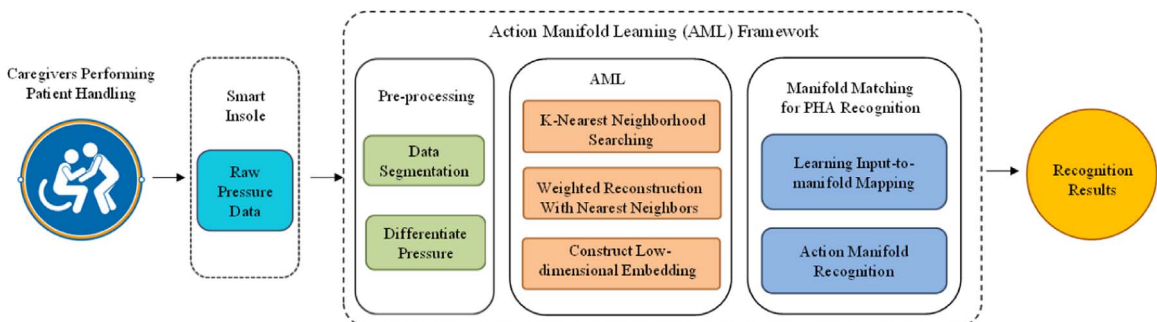 Action Manifold Learning (AML) Framework
Caregivers Performing
Patient Handling
Smart
Insole
Raw
Pressure
Data
Pre-processing
Data
Segmentation
Differentiate
Pressure
AML
K-Nearest Neighborhood
Searching
Weighted Reconstruction
With Nearest Neighbors
Construct Low-
dimensional Embedding
Manifold Matching
for PHA Recognition
Learning Input-to-
manifold Mapping
Action Manifold
Recognition
Recognition
Results